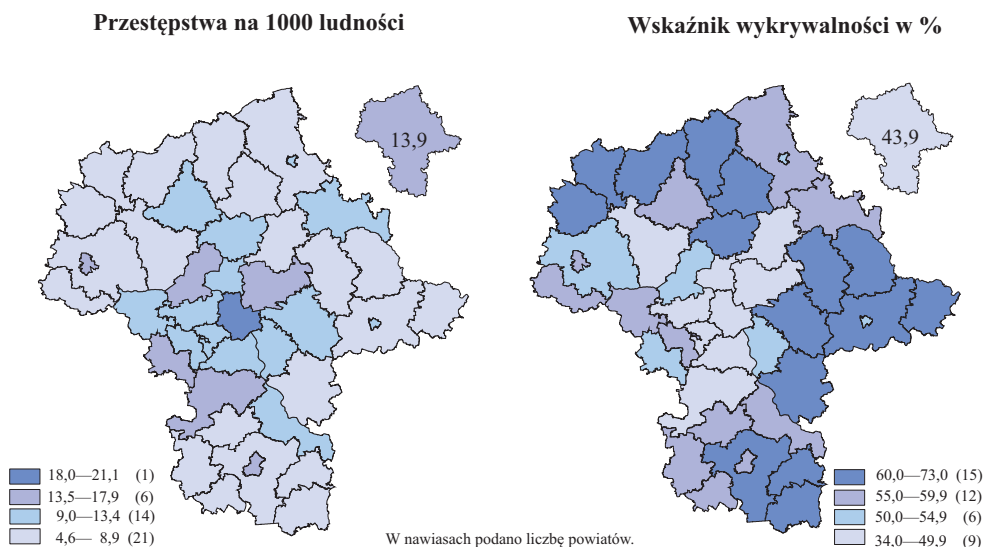 Przestępstwa na 1000 ludności
Wskaźnik wykrywalności w %
13,9
43,9
18,0—21,1 (1)
13,5—17,9 (6)
9,0—13,4 (14)
4,6— 8,9 (21)
60,0—73,0 (15)
55,0—59,9 (12)
50,0—54,9 (6)
34,0—49,9 (9)
W nawiasach podano liczbę powiatów.